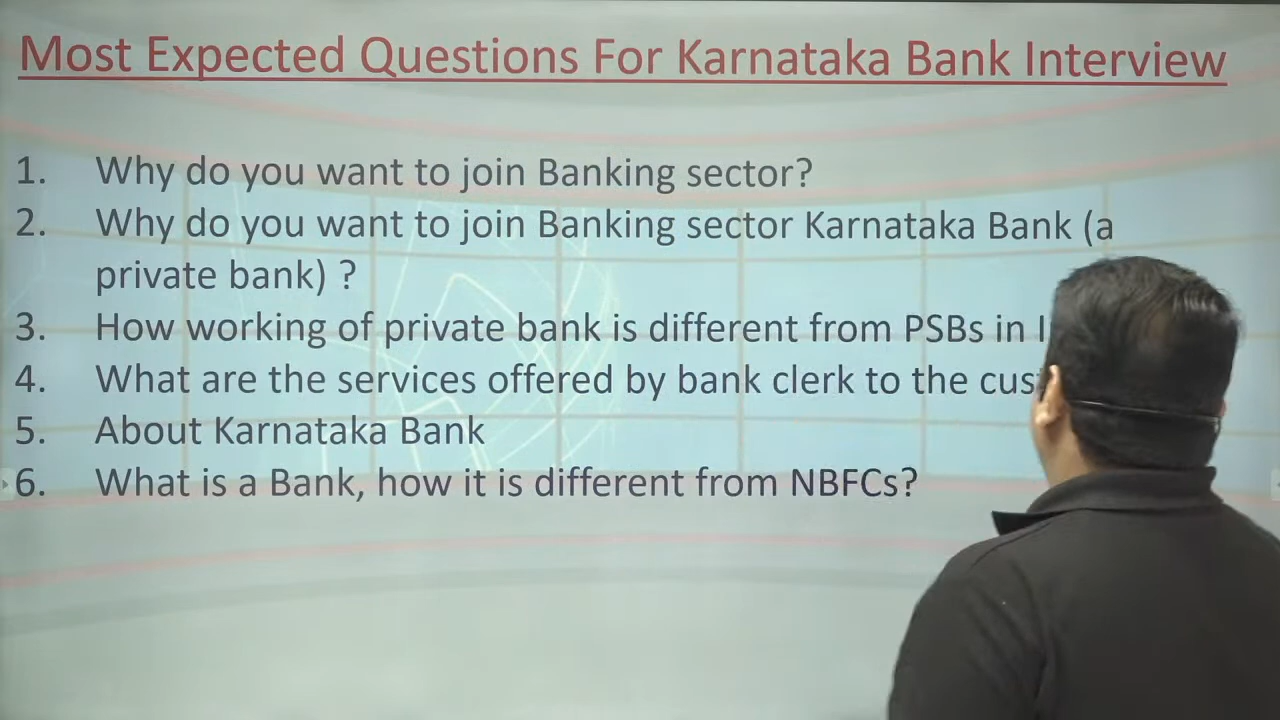 Most Expected Questions For Karnataka Bank Interview
1. Why do you want to join Banking sector?
2. Why do you want to join Banking sector Karnataka Bank (a
private bank) ?
3. How working of private bank is different from PSBs in
4. What are the services offered by bank clerk to the
5. About Karnataka Bank
6. What is a Bank, how it is different from NBFCs?